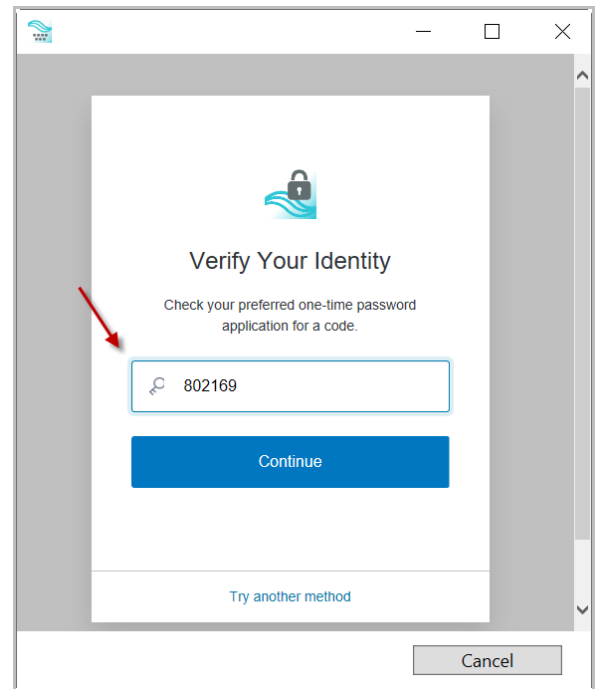 Verify Your Identity
Check your preferred one-time password
application for a code.
802169
Continue
Try another method
Cancel